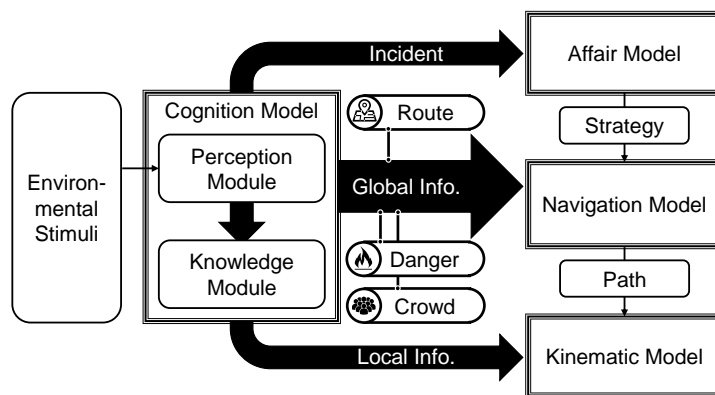 Incident
Affair Model
Cognition Model
Route
Strategy
Environ-
mental
Stimuli
Perception
Module
Global Info.
Navigation Model
Knowledge
Module
Danger
Path
Crowd
Local Info.
Kinematic Model